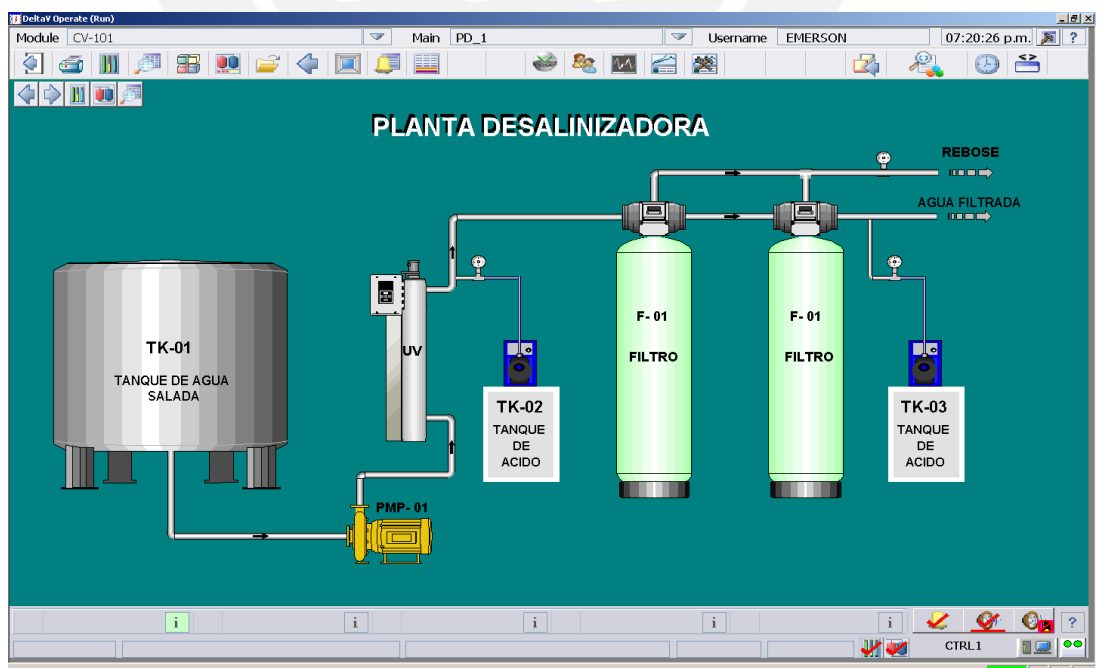 DeltaV Operate (Run)
Module CV-101 Main PD_1 Username EMERSON 07:20:26 p.m. ?
PLANTA DESALINIZADORA
REBOSE
AGUA FILTRADA
TK-01
TANQUE DE AGUA
SALADA
UV
F- 01
FILTRO
F- 01
FILTRO
TK-02
TANQUE
DE
ACIDO
TK-03
TANQUE
DE
ACIDO
PMP- 01
i i i i i ?
CTRL1